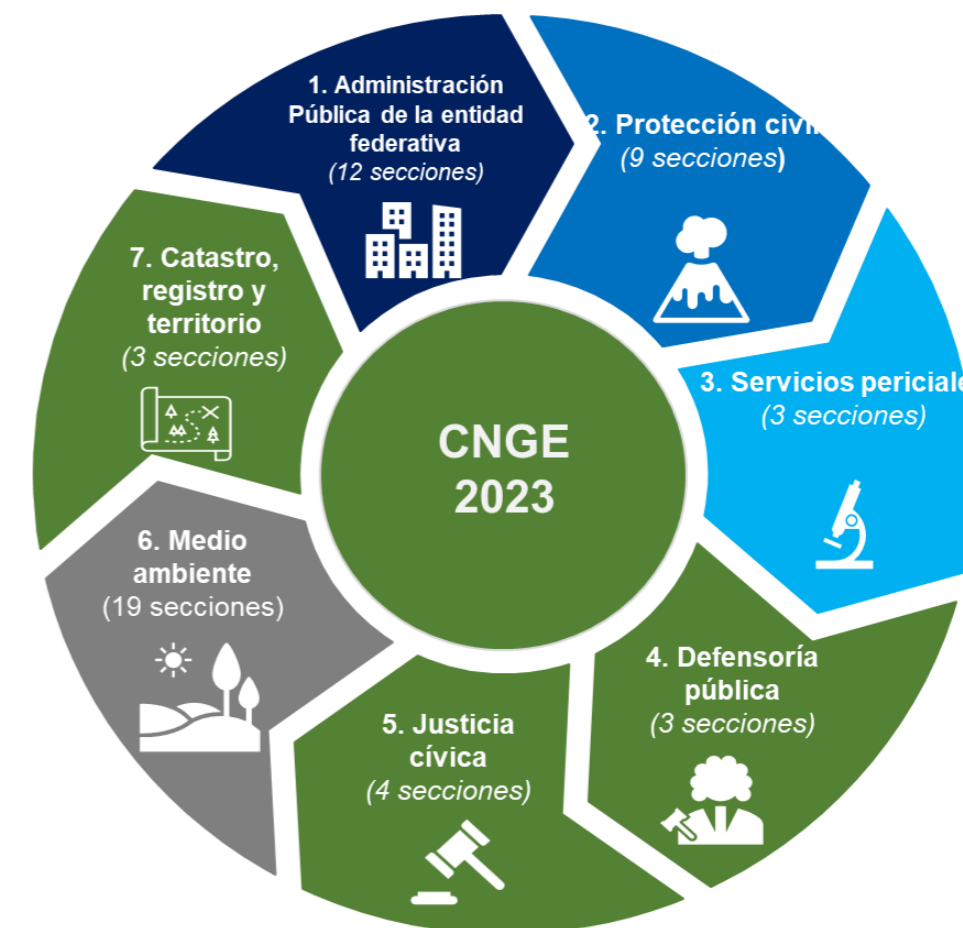 1. Administración
Pública de la entidad
federativa
(12 secciones)
2. Protección civil
(9 secciones)
3. Servicios periciale
(3 secciones)
4. Defensoría
pública
(3 secciones)
5. Justicia
cívica
(4 secciones)
6. Medio
ambiente
(19 secciones)
7. Catastro,
registro y
territorio
(3 secciones)
CNGE
2023